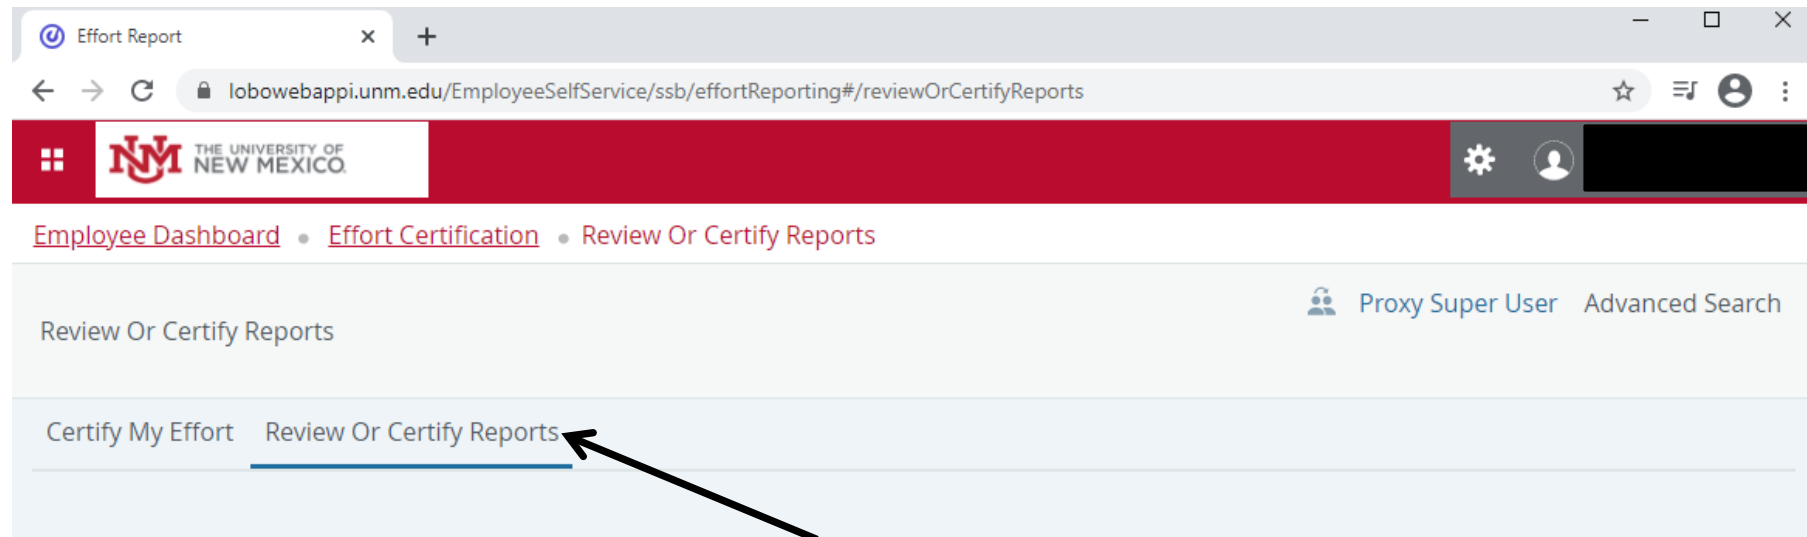 Effort Report
lobowebappi.unm.edu/EmployeeSelfService/ssb/effortReporting#/reviewOrCertifyReports
NM THE UNIVERSITY OF
NEW MEXICO.
Employee Dashboard • Effort Certification • Review Or Certify Reports
Proxy Super User Advanced Search
Review Or Certify Reports
Certify My Effort Review Or Certify Reports